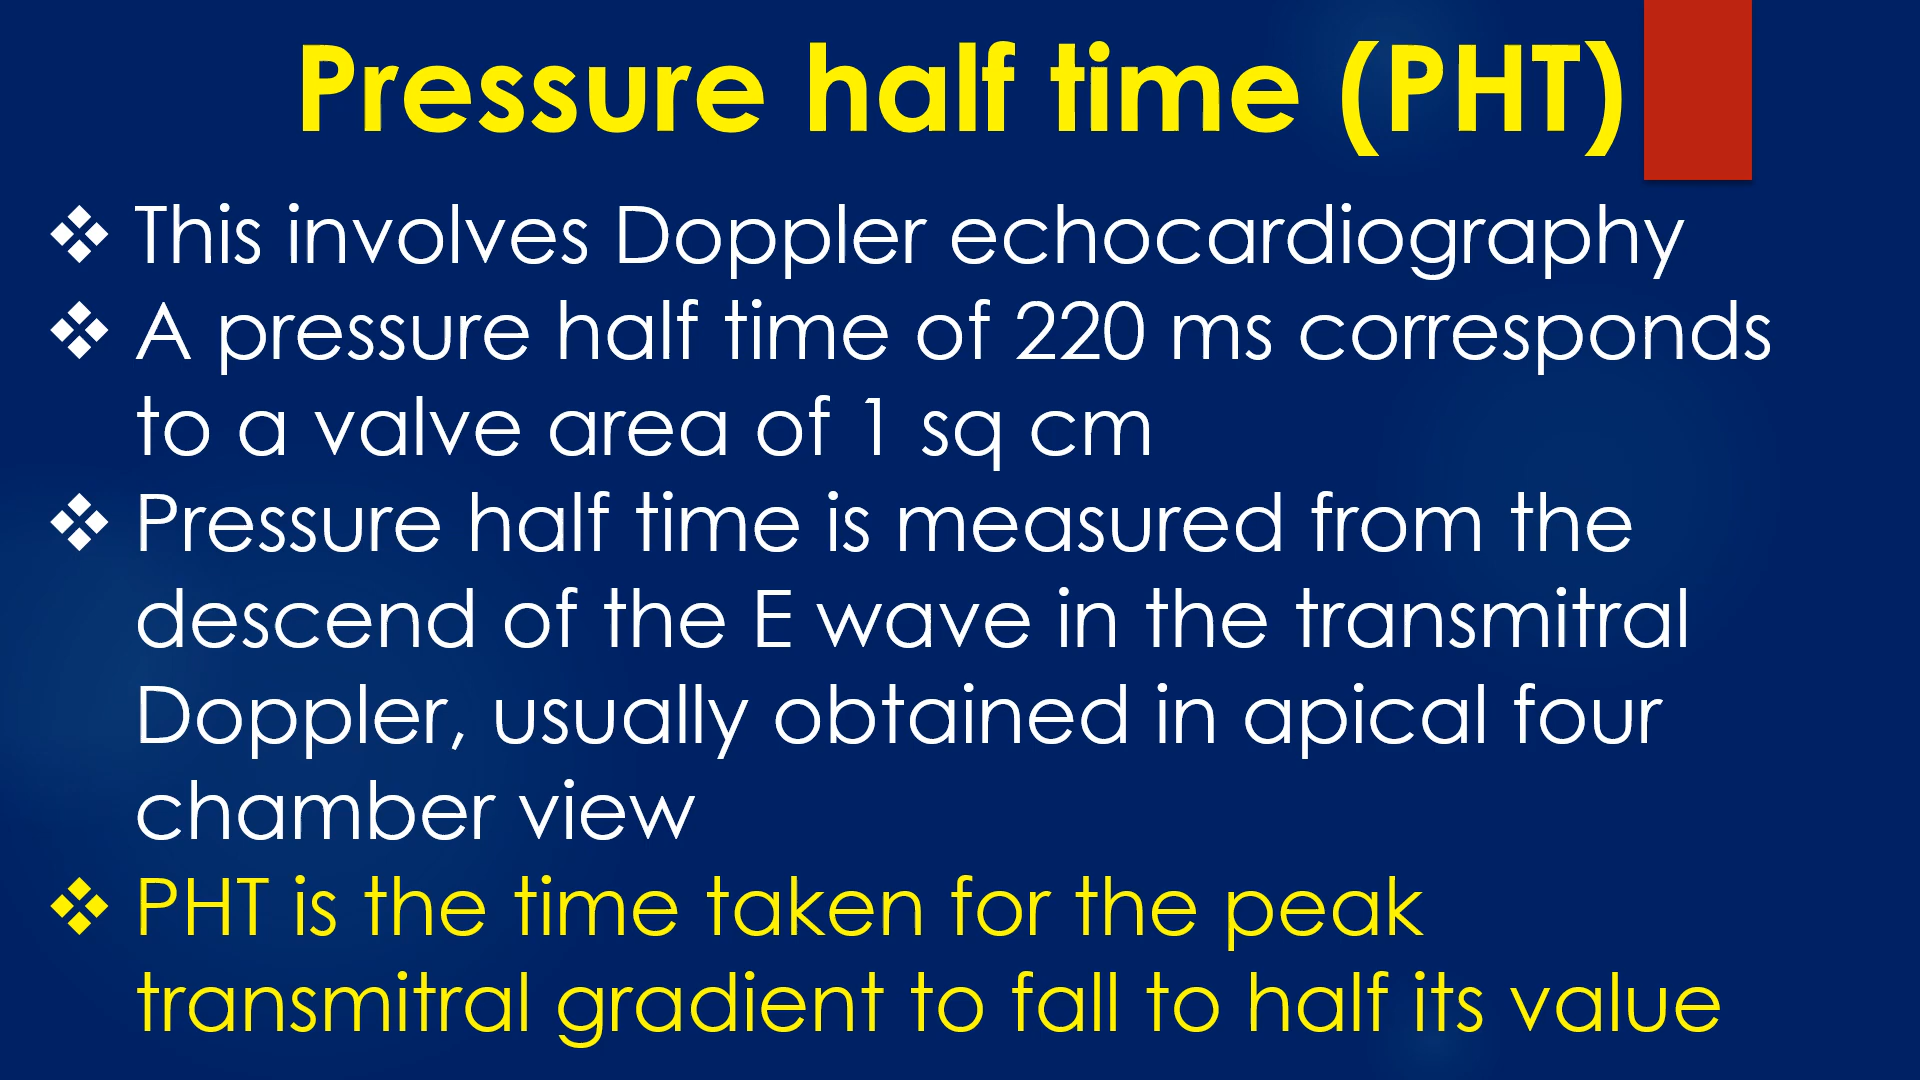 Pressure half time (PHT)
❖ This involves Doppler echocardiography
❖ A pressure half time of 220 ms corresponds
to a valve area of 1 sq cm
❖ Pressure half time is measured from the
descend of the E wave in the transmitral
Doppler, usually obtained in apical four
chamber view
❖ PHT is the time taken for the peak
transmitral gradient to fall to half its value